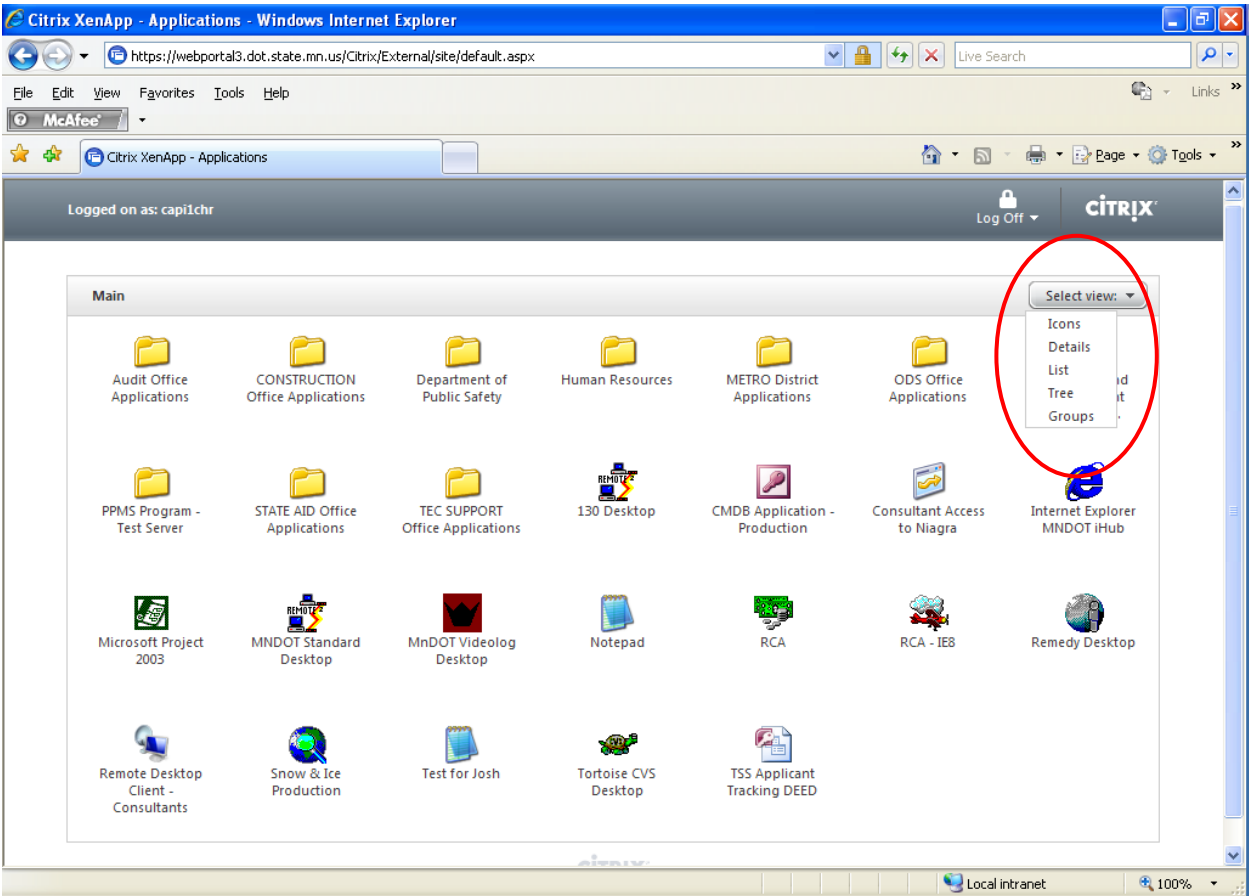 Citrix XenApp - Applications - Windows Internet Explorer
https://webportal3.dot.state.mn.us/Citrix/External/site/default.aspx
Live Search
File Edit View Favorites Tools Help
Links
McAfee
Citrix XenApp - Applications
Page Tools
Logged on as: capi1chr
Log Off
CITRIX
Main
Select view:
Icons
Details
List
Tree
Groups
Audit Office
Applications
CONSTRUCTION
Office Applications
Department of
Public Safety
Human Resources
METRO District
Applications
ODS Office
Applications
PPMS Program -
Test Server
STATE AID Office
Applications
TEC SUPPORT
Office Applications
REMOTE
130 Desktop
CMDB Application -
Production
Consultant Access
to Niagra
Internet Explorer
MNDOT iHub
Microsoft Project
2003
REMOTE
MNDOT Standard
Desktop
MnDOT Videolog
Desktop
Notepad
RCA
RCA - IE8
Remedy Desktop
Remote Desktop
Client -
Consultants
Snow & Ice
Production
Test for Josh
CVS
Tortoise CVS
Desktop
TSS Applicant
Tracking DEED
CITRIX
Local intranet
100%